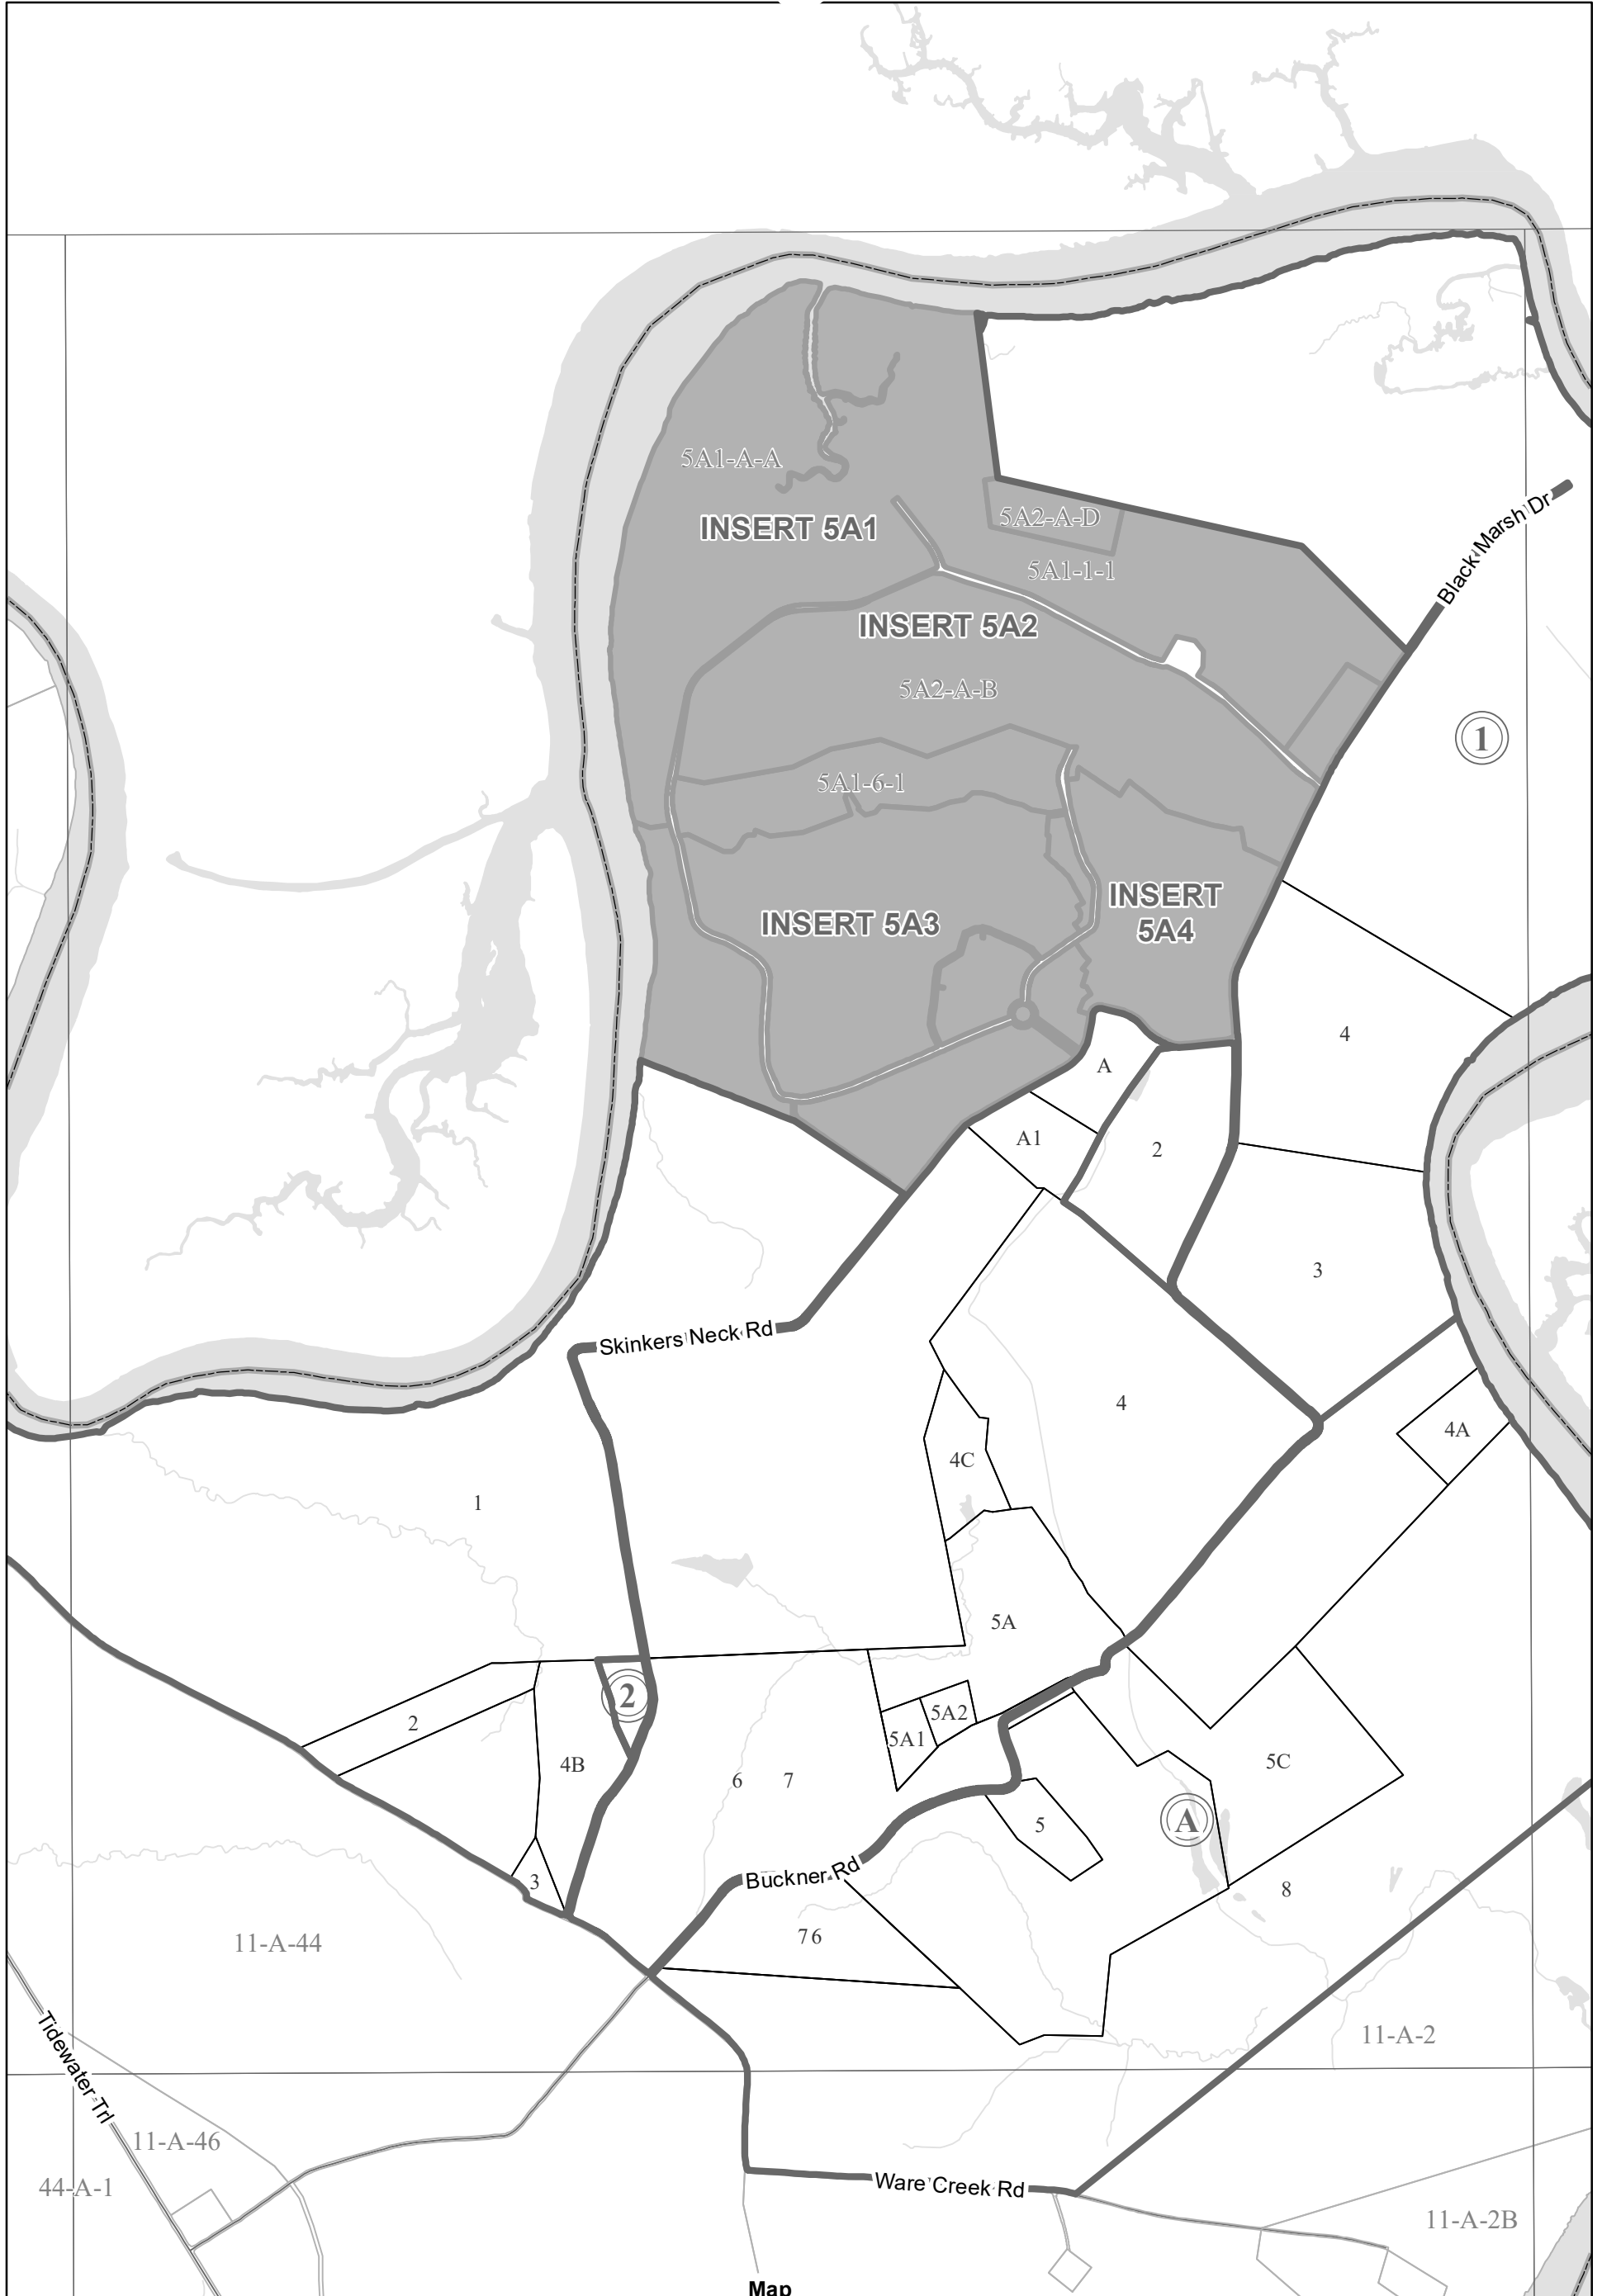 5A1-A-A
INSERT 5A1
5A2-A-D
5A1-1-1
Black Marsh Dr
INSERT 5A2
5A2-A-B
1
5A1-6-1
INSERT
5A4
INSERT 5A3
4
A
A1
2
3
Skinkers Neck Rd
4
4A
4C
1
5A
2
5A2
2
5A1
4B
5C
6
7
A
5
Buckner Rd
3
8
76
11-A-44
11-A-2
Tidewater Trl
11-A-46
44-A-1
Ware Creek Rd
11-A-2B
Map